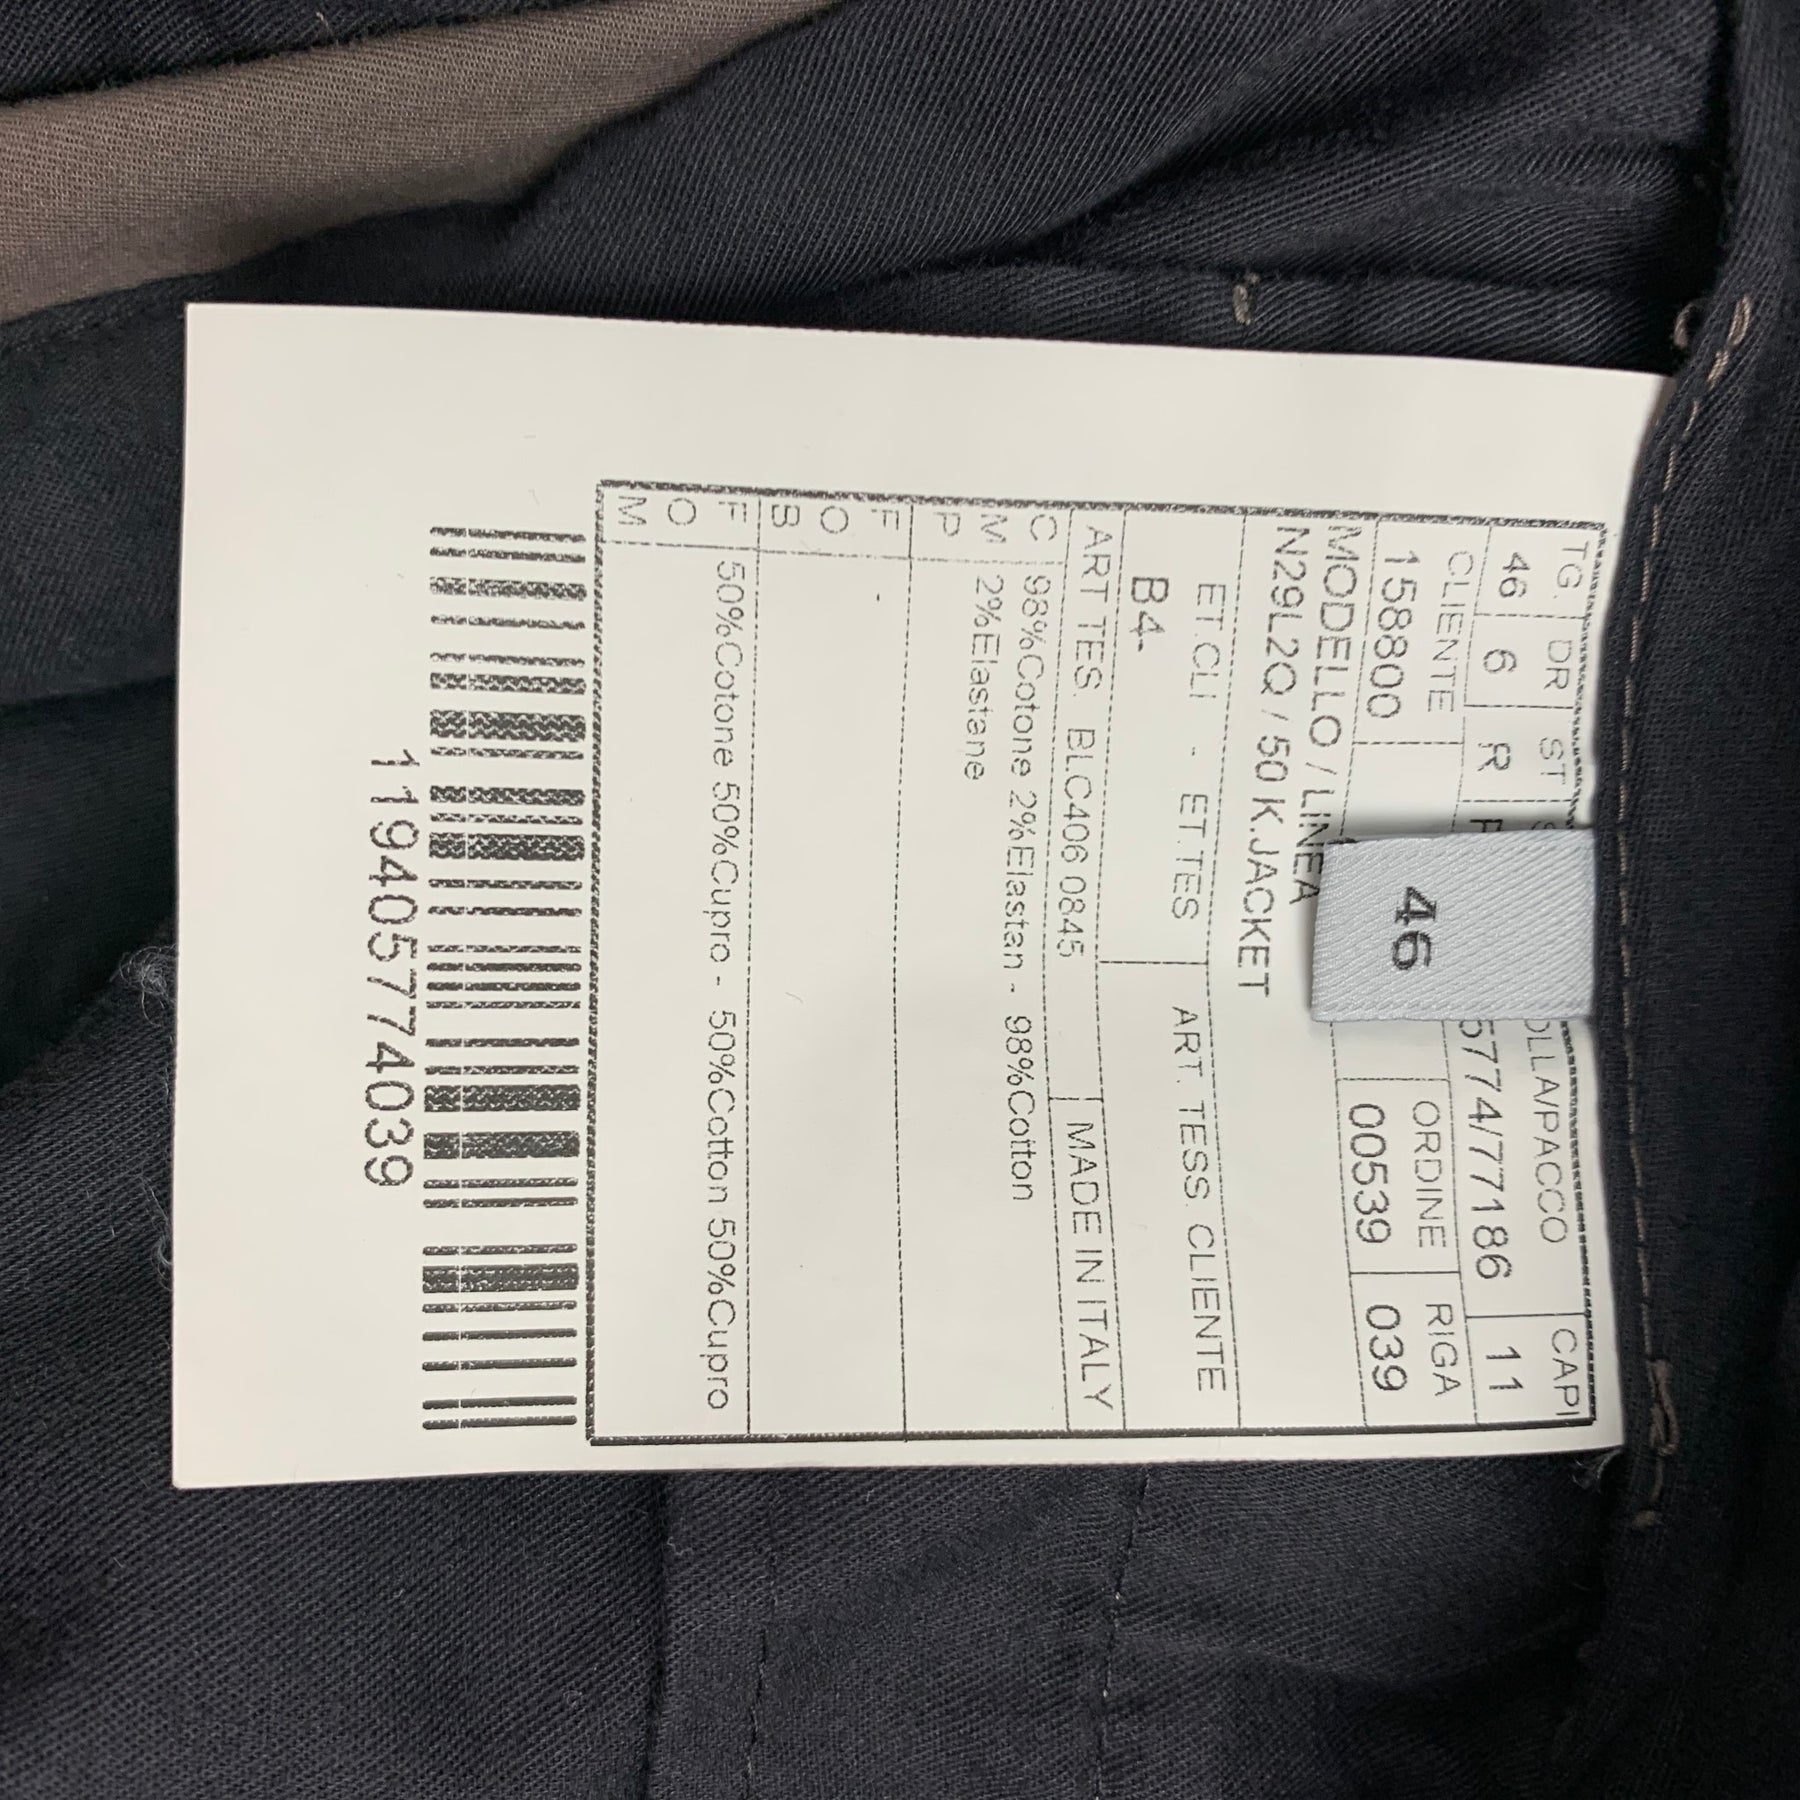 TG. DR ST CAPI
46 6 R 5774/77186 11
CLIENTE ORDINE RIGA
158800 00539 039
MODELLO / LINEA
N29L2Q / 50 K.JACKET
46
ET.CLI - ET.TES ART. TESS. CLIENTE
B4-
ART TES. BLC406 0845 MADE IN ITALY
C 98%Cotone 2%Elastan - 98%Cotton
M 2%Elastane
P
F
O
B
F 50%Cotone 50%Cupro - 50%Cotton 50%Cupro
O
M
1194057774039